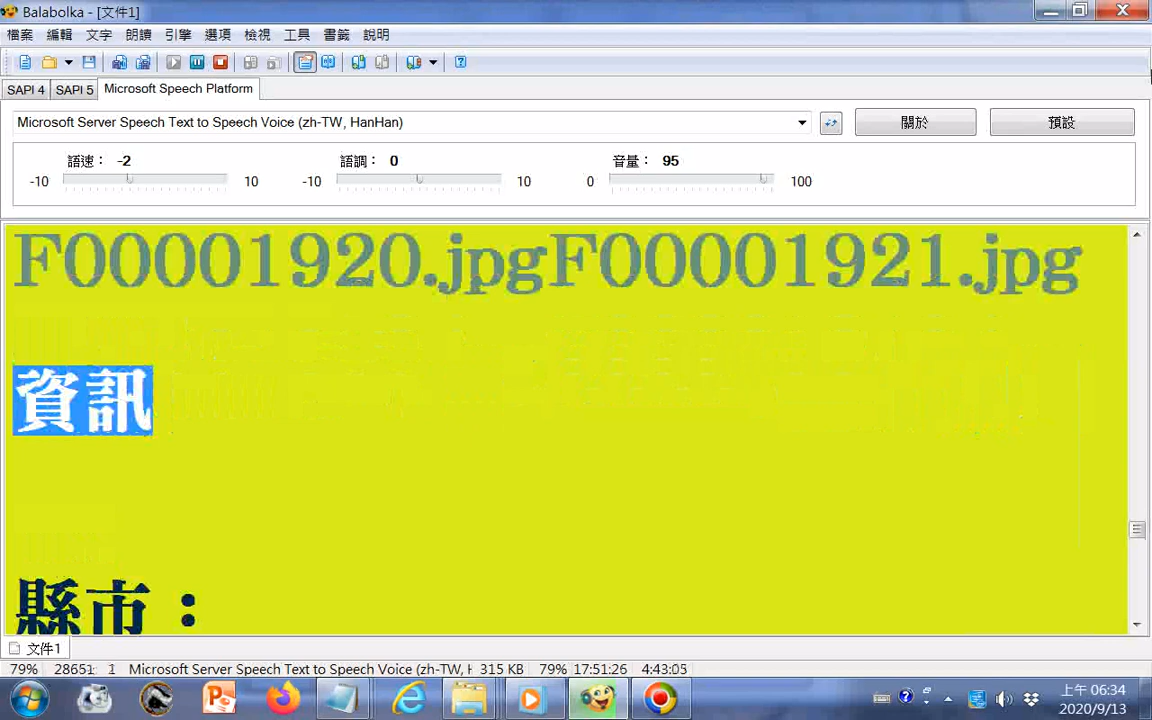 Balabolka - [文件1]
檔案 編輯 文字 朗讀 引擎 選項 檢視 工具 書籤 說明
SAPI 4 SAPI 5 Microsoft Speech Platform
Microsoft Server Speech Text to Speech Voice (zh-TW, HanHan) 關於 預設
語速： -2 語調： 0 音量： 95
-10 10 -10 10 0 100
F00001920.jpgF00001921.jpg
資訊
縣市：
文件1
79% 28651: 1 Microsoft Server Speech Text to Speech Voice (zh-TW, H 315 KB 79% 17:51:26 4:43:05
上午 06:34
2020/9/13